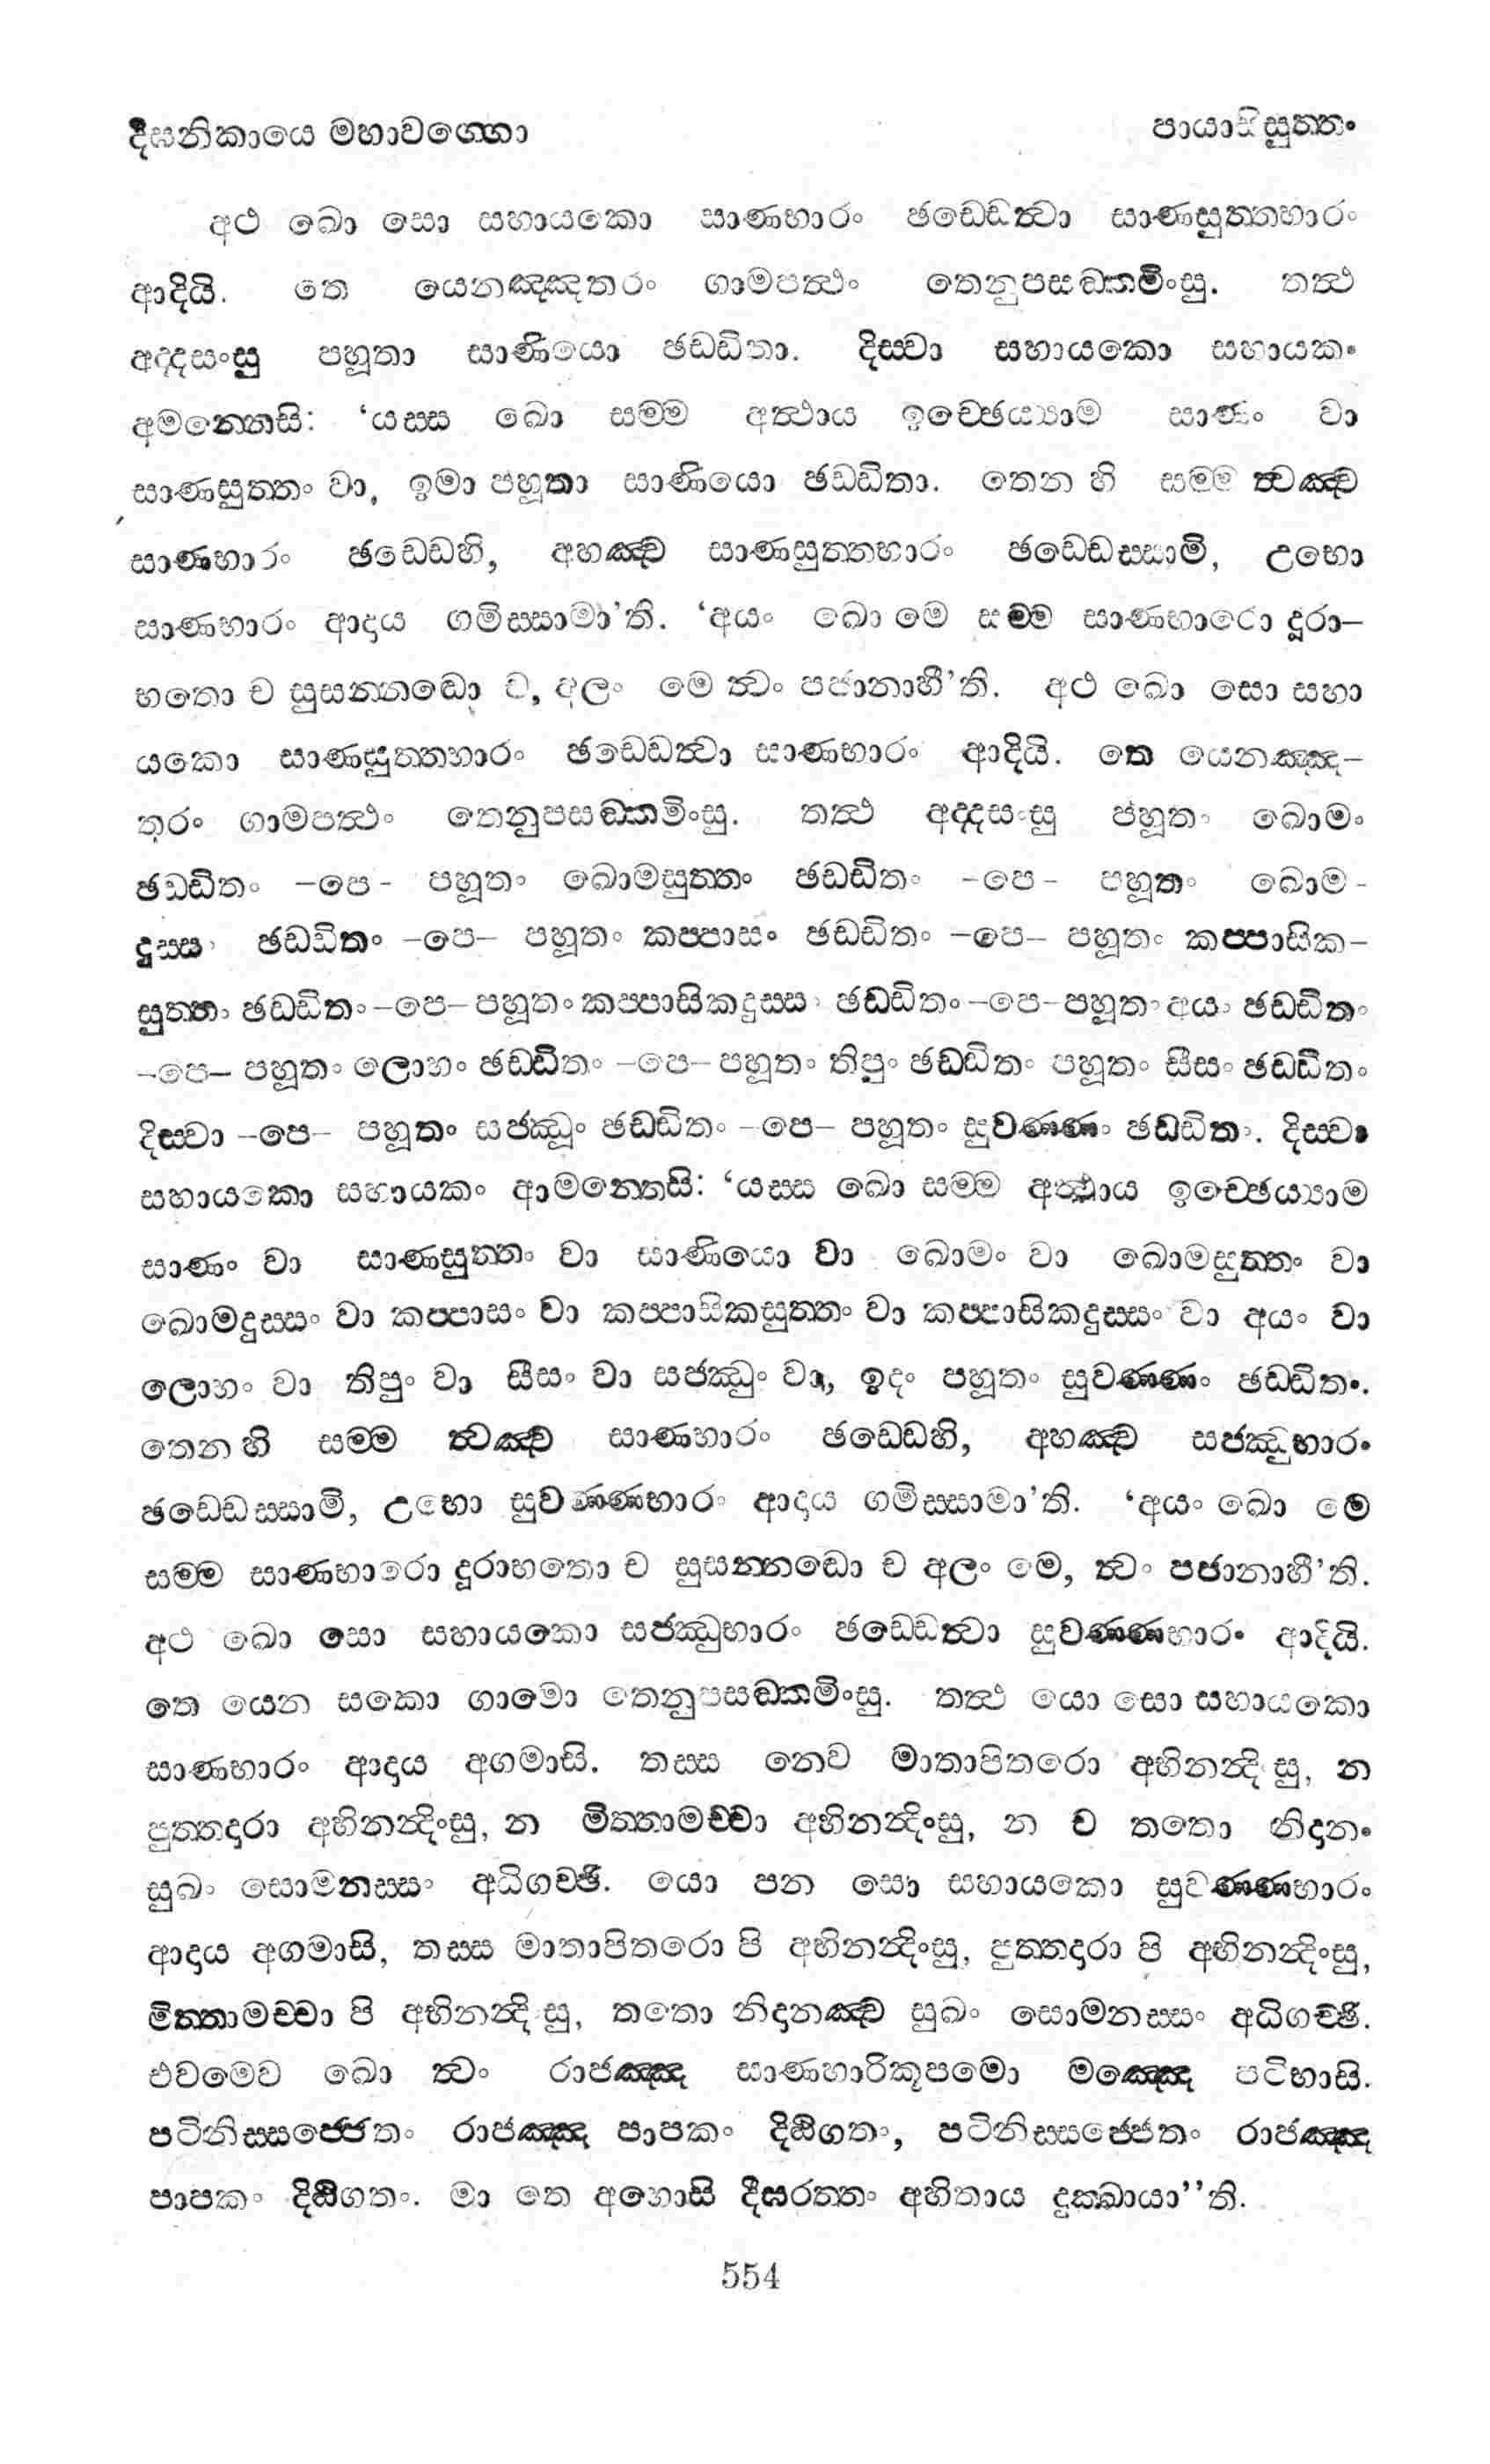 දීඝනිකායෙ මහාවග්ගො
පායාසිසුත්තං
අථ ඛො සො සහායකො සාණභාරං ඡඩ්ඩෙත්වා සාණසුත්තභාරං
ආදියි. තෙ යෙනඤ්ඤතරං ගාමපත්ථං තෙනුපසඞ්කමිංසු. තත්ථ
අද්දසංසු පහූතා සාණියො ඡඩ්ඩිතා. දිස්වා සහායකො සහායකං
අමන්තෙසි: ‘යස්ස ඛො සම්ම අත්ථාය ඉච්ඡෙය්‍යාම සාණං වා
සාණසුත්තං වා, ඉමා පහූතා සාණියො ඡඩ්ඩිතා. තෙන හි සම්ම ත්වඤ්ච
සාණභාරං ඡඩ්ඩෙහි, අහඤ්ච සාණසුත්තභාරං ඡඩ්ඩෙස්සාමි, උභො
සාණභාරං ආදාය ගමිස්සාමා’ති. ‘අයං ඛො මෙ සම්ම සාණභාරො දූරා–
භතො ච සුසන්නද්ධො ච, අලං මෙ ත්වං පජානාහී’ති. අථ ඛො සො සහා
යකො සාණසුත්තභාරං ඡඩ්ඩෙත්වා සාණභාරං ආදියි. තෙ යෙනඤ්ඤ–
තරං ගාමපත්ථං තෙනුපසඞ්කමිංසු. තත්ථ අද්දසංසු පහූතං ඛොමං
ඡඩ්ඩිතං –පෙ– පහූතං ඛොමසුත්තං ඡඩ්ඩිතං –පෙ– පහූතං ඛොම–
දුස්සං ඡඩ්ඩිතං –පෙ– පහූතං කප්පාසං ඡඩ්ඩිතං –පෙ– පහූතං කප්පාසික–
සුත්තං ඡඩ්ඩිතං –පෙ– පහූතං කප්පාසිකදුස්සං ඡඩ්ඩිතං –පෙ– පහූතං අයං ඡඩ්ඩිතං
–පෙ– පහූතං ලොහං ඡඩ්ඩිතං –පෙ– පහූතං තිපුං ඡඩ්ඩිතං පහූතං සීසං ඡඩ්ඩිතං
දිස්වා –පෙ– පහූතං සජ්ඣුං ඡඩ්ඩිතං –පෙ– පහූතං සුවණ්ණං ඡඩ්ඩිතං. දිස්වා
සහායකො සහායකං ආමන්තෙසි: ‘යස්ස ඛො සම්ම අත්ථාය ඉච්ඡෙය්‍යාම
සාණං වා සාණසුත්තං වා සාණියො වා ඛොමං වා ඛොමසුත්තං වා
ඛොමදුස්සං වා කප්පාසං වා කප්පාසිකසුත්තං වා කප්පාසිකදුස්සං වා අයං වා
ලොහං වා තිපුං වා සීසං වා සජ්ඣුං වා, ඉදං පහූතං සුවණ්ණං ඡඩ්ඩිතං.
තෙන හි සම්ම ත්වඤ්ච සාණභාරං ඡඩ්ඩෙහි, අහඤ්ච සජ්ඣුභාරං
ඡඩ්ඩෙස්සාමි, උභො සුවණ්ණභාරං ආදාය ගමිස්සාමා’ති. ‘අයං ඛො මෙ
සම්ම සාණභාරො දූරාභතො ච සුසන්නද්ධො ච අලං මෙ, ත්වං පජානාහී’ති.
අථ ඛො සො සහායකො සජ්ඣුභාරං ඡඩ්ඩෙත්වා සුවණ්ණභාරං ආදියි.
තෙ යෙන සකො ගාමො තෙනුපසඞ්කමිංසු. තත්ථ යො සො සහායකො
සාණභාරං ආදාය අගමාසි. තස්ස නෙව මාතාපිතරො අභිනන්දිංසු, න
පුත්තදාරා අභිනන්දිංසු, න මිත්තාමච්චා අභිනන්දිංසු, න ච තතො නිදානං
සුඛං සොමනස්සං අධිගච්ඡි. යො පන සො සහායකො සුවණ්ණභාරං
ආදාය අගමාසි, තස්ස මාතාපිතරො පි අභිනන්දිංසු, පුත්තදාරා පි අභිනන්දිංසු,
මිත්තාමච්චා පි අභිනන්දිංසු, තතො නිදානඤ්ච සුඛං සොමනස්සං අධිගච්ඡි.
එවමෙව ඛො ත්වං රාජඤ්ඤ සාණභාරිකූපමො මඤ්ඤෙ පටිභාසි.
පටිනිස්සජ්ජෙතං රාජඤ්ඤ පාපකං දිට්ඨිගතං, පටිනිස්සජ්ජෙතං රාජඤ්ඤ
පාපකං දිට්ඨිගතං. මා තෙ අහොසි දීඝරත්තං අහිතාය දුක්ඛායා’’ති.
554